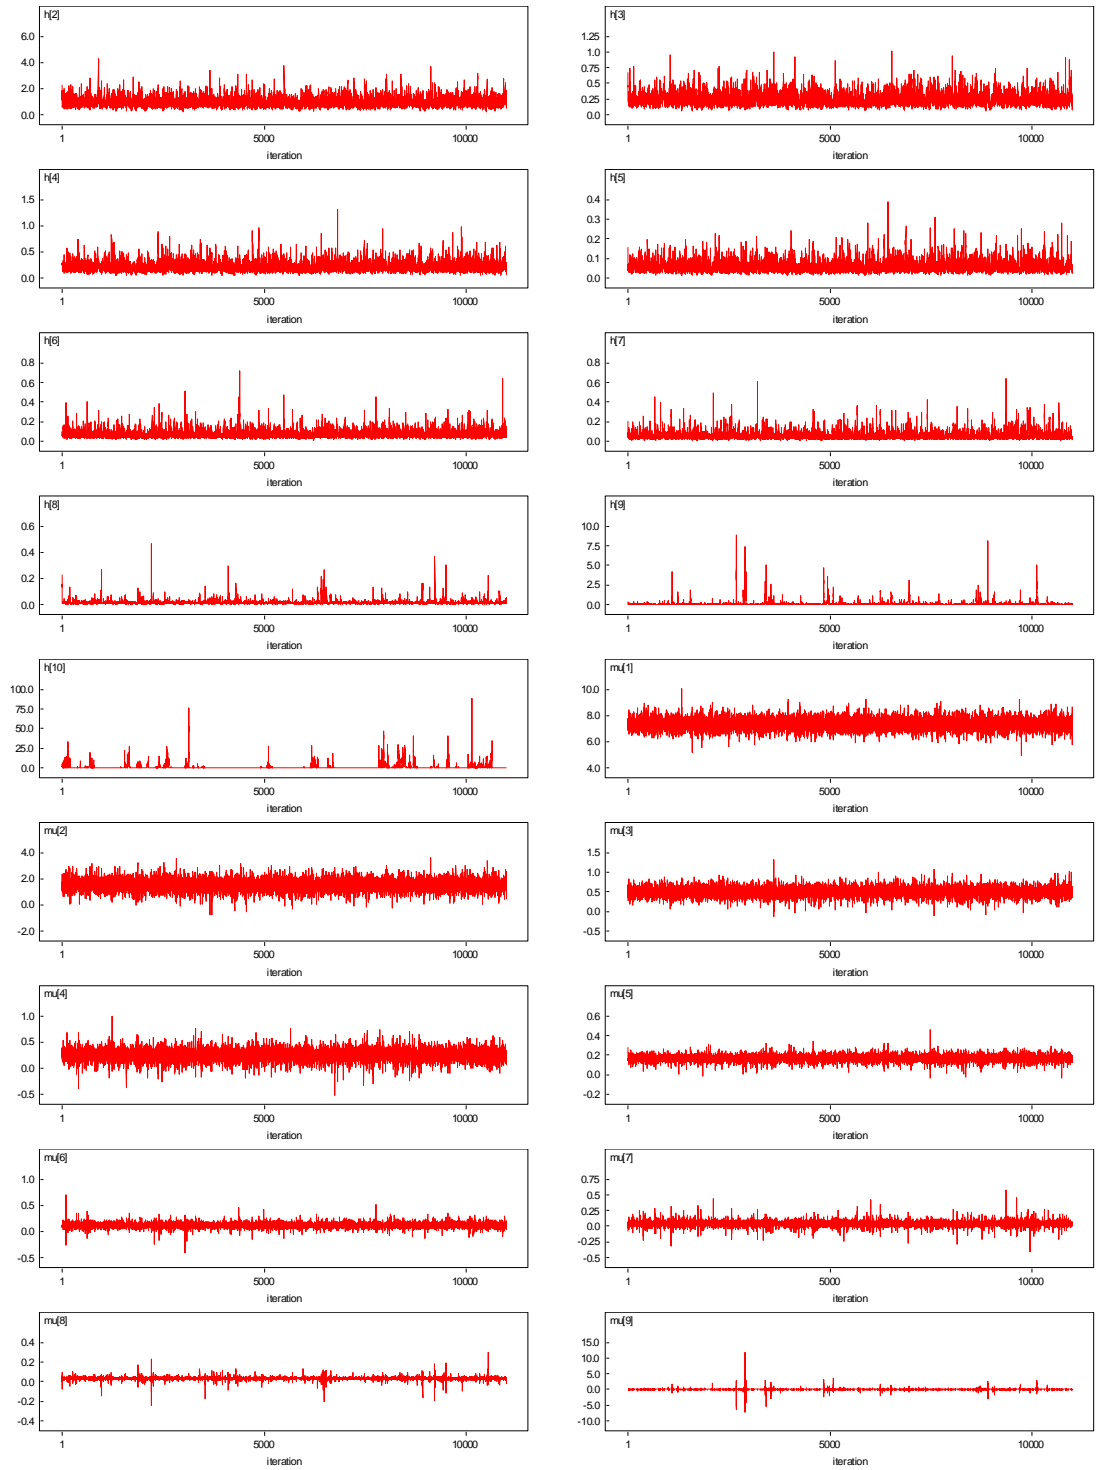 h[2]
6.0
4.0
2.0
0.0
1 5000 10000
iteration
h[3]
1.25
1.0
0.75
0.5
0.25
0.0
1 5000 10000
iteration
h[4]
1.5
1.0
0.5
0.0
1 5000 10000
iteration
h[5]
0.4
0.3
0.2
0.1
0.0
1 5000 10000
iteration
h[6]
0.8
0.6
0.4
0.2
0.0
1 5000 10000
iteration
h[7]
0.8
0.6
0.4
0.2
0.0
1 5000 10000
iteration
h[8]
0.6
0.4
0.2
0.0
1 5000 10000
iteration
h[9]
10.0
7.5
5.0
2.5
0.0
1 5000 10000
iteration
h[10]
100.0
75.0
50.0
25.0
0.0
1 5000 10000
iteration
mu[1]
10.0
8.0
6.0
4.0
1 5000 10000
iteration
mu[2]
4.0
2.0
0.0
-2.0
1 5000 10000
iteration
mu[3]
1.5
1.0
0.5
0.0
-0.5
1 5000 10000
iteration
mu[4]
1.0
0.5
0.0
-0.5
1 5000 10000
iteration
mu[5]
0.6
0.4
0.2
0.0
-0.2
1 5000 10000
iteration
mu[6]
1.0
0.5
0.0
-0.5
1 5000 10000
iteration
mu[7]
0.75
0.5
0.25
0.0
-0.25
-0.5
1 5000 10000
iteration
mu[8]
0.4
0.2
0.0
-0.2
-0.4
1 5000 10000
iteration
mu[9]
15.0
10.0
5.0
0.0
-5.0
-10.0
1 5000 10000
iteration